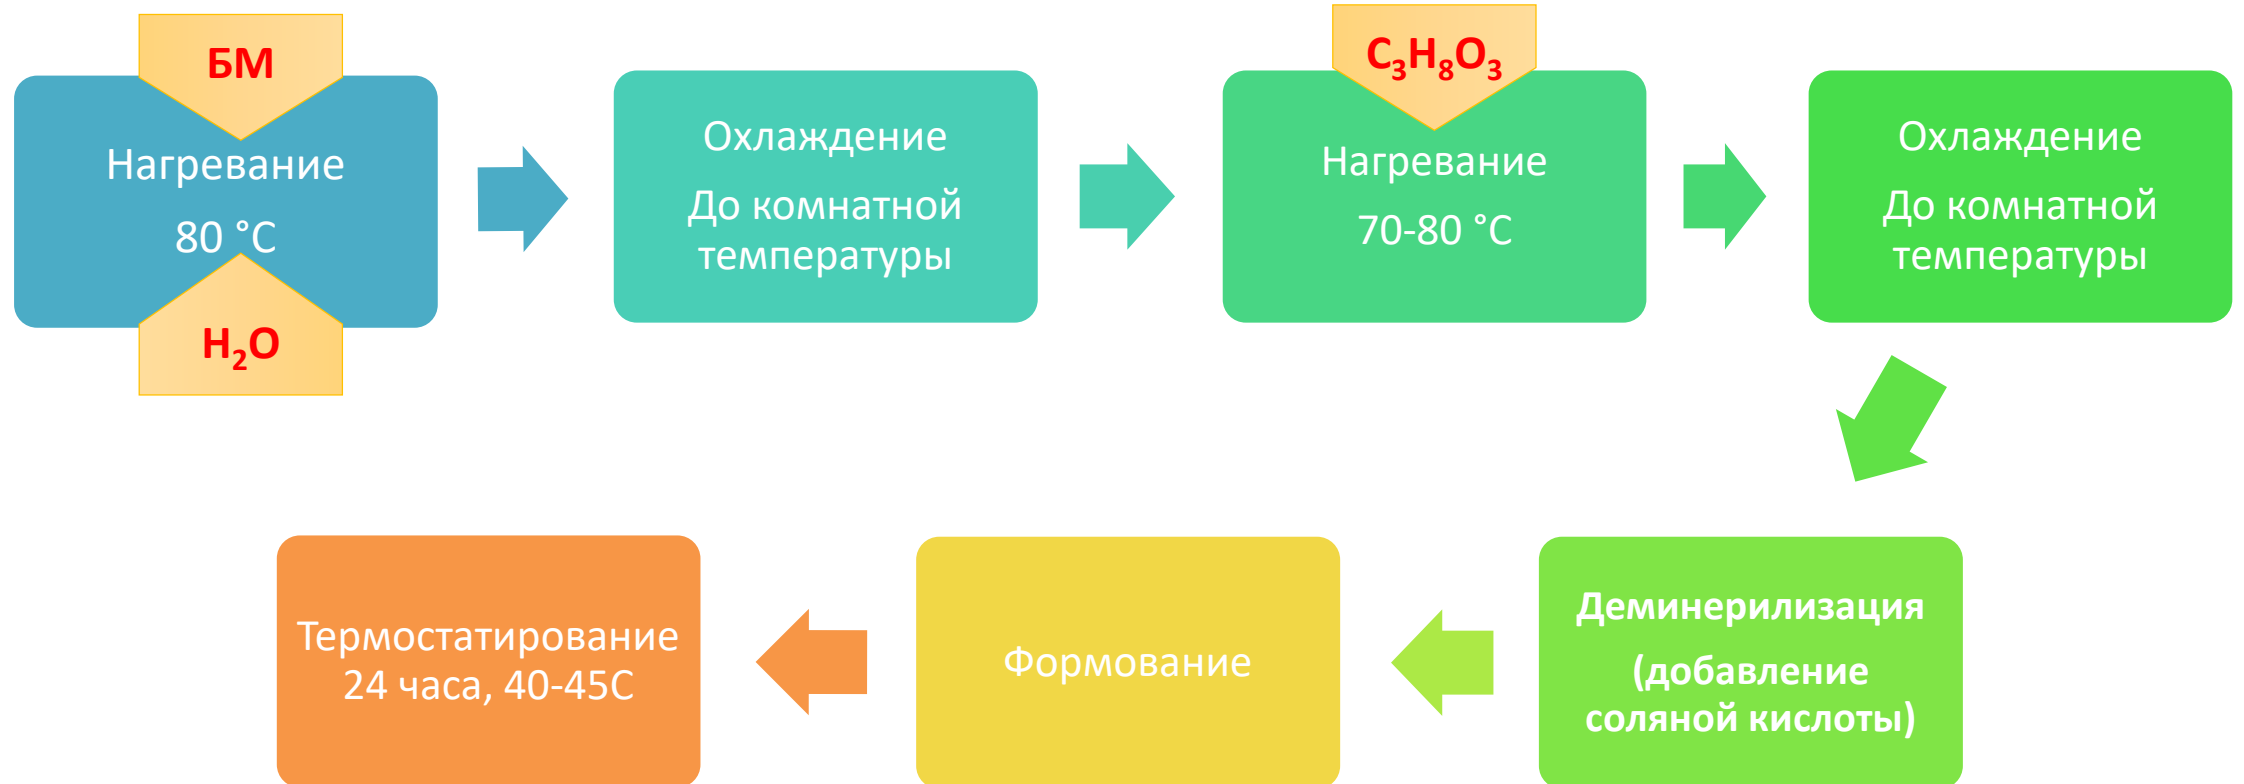 БМ
Нагревание
80 °C
H₂O
Охлаждение
До комнатной
температуры
C₃H₈O₃
Нагревание
70-80 °C
Охлаждение
До комнатной
температуры
Деминерилизация
(добавление
соляной кислоты)
Формование
Термостатирование
24 часа, 40-45С